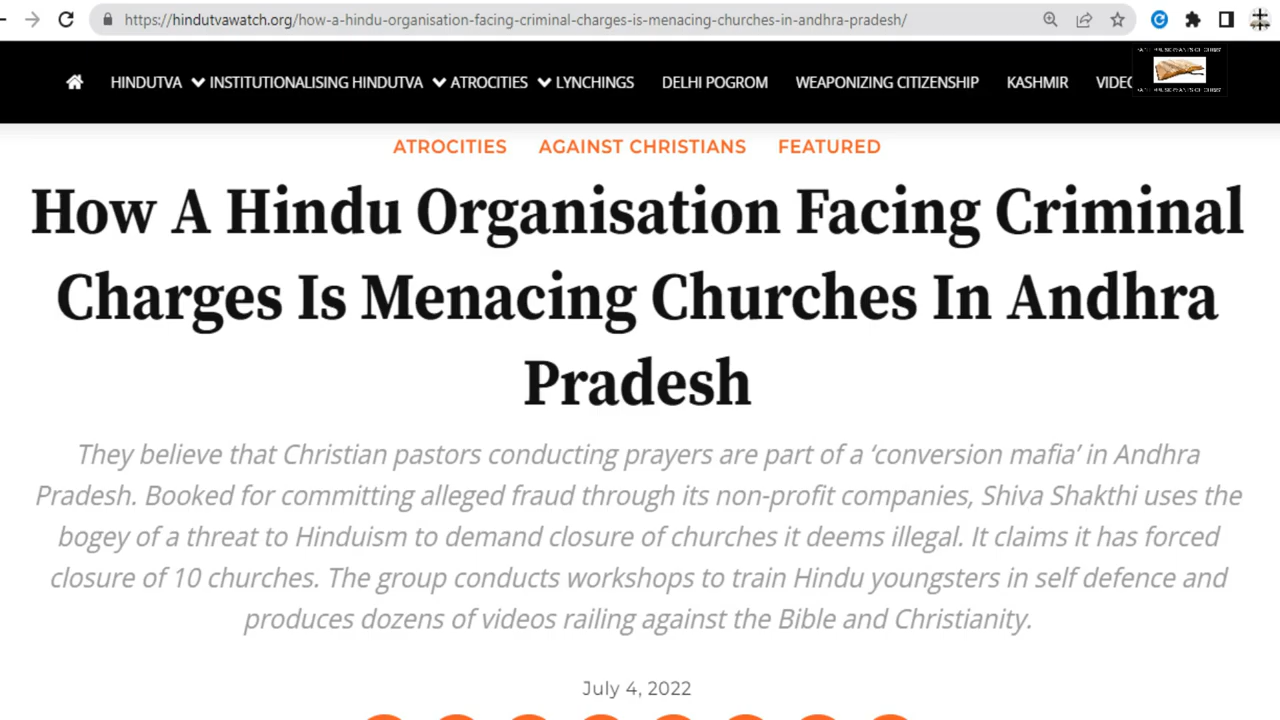 https://hindutvawatch.org/how-a-hindu-organisation-facing-criminal-charges-is-menacing-churches-in-andhra-pradesh/
HINDUTVA INSTITUTIONALISING HINDUTVA ATROCITIES LYNCHINGS DELHI POGROM WEAPONIZING CITIZENSHIP KASHMIR
ATROCITIES AGAINST CHRISTIANS FEATURED
How A Hindu Organisation Facing Criminal
Charges Is Menacing Churches In Andhra
Pradesh
They believe that Christian pastors conducting prayers are part of a ‘conversion mafia’ in Andhra
Pradesh. Booked for committing alleged fraud through its non-profit companies, Shiva Shakthi uses the
bogey of a threat to Hinduism to demand closure of churches it deems illegal. It claims it has forced
closure of 10 churches. The group conducts workshops to train Hindu youngsters in self defence and
produces dozens of videos railing against the Bible and Christianity.
July 4, 2022